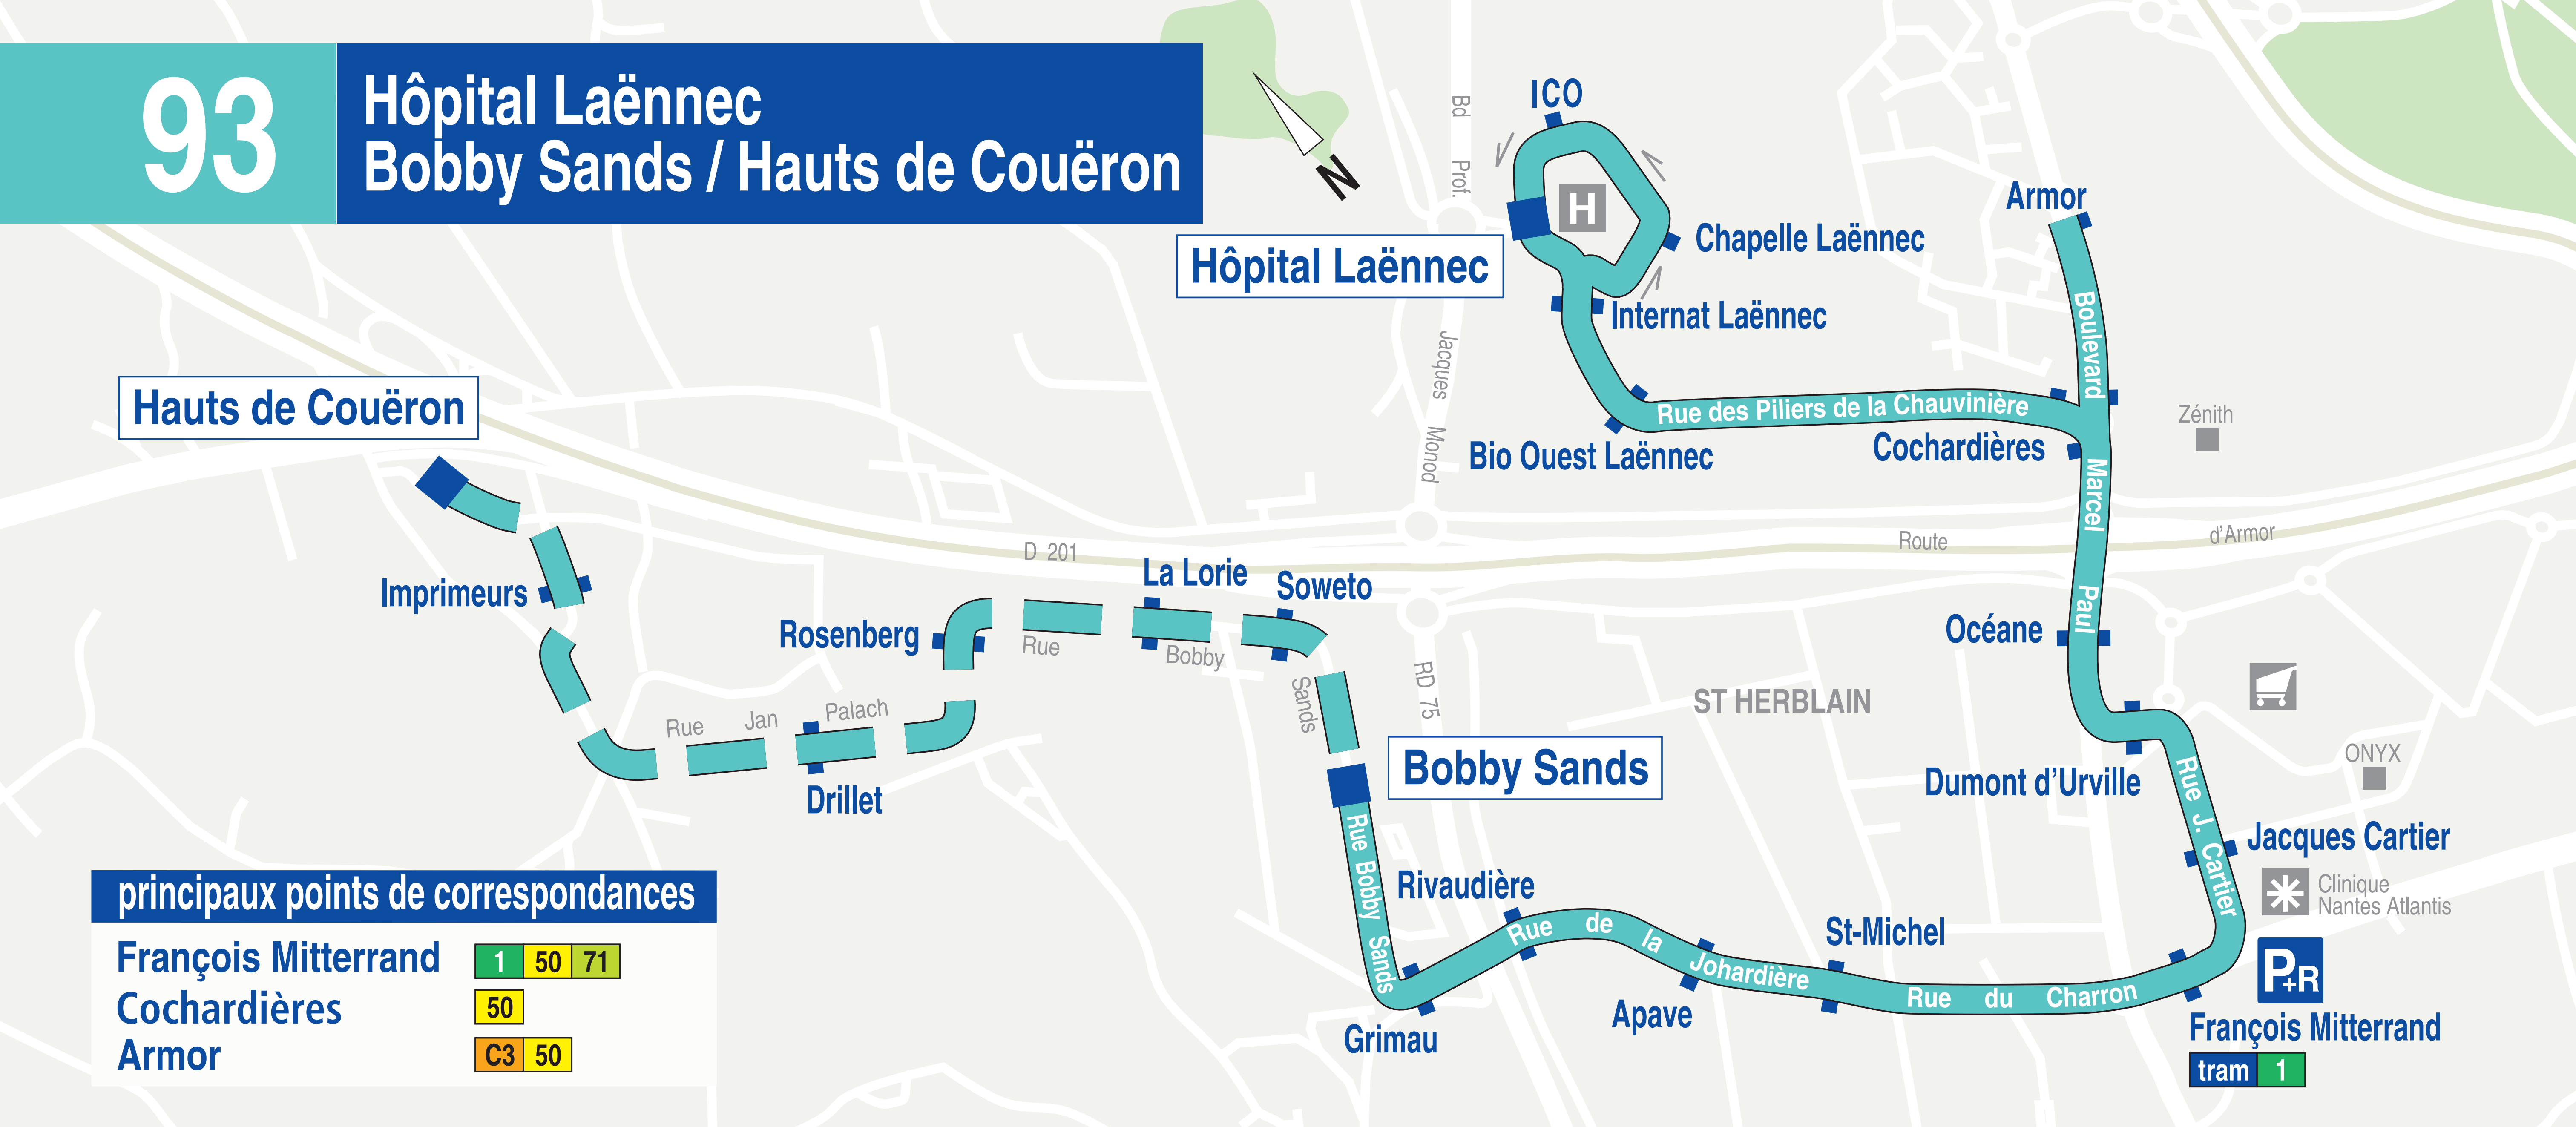 93
Hôpital Laënnec
Bobby Sands / Hauts de Couëron
N
ICO
H
Bd Prof. Jacques Monod
Hôpital Laënnec
Chapelle Laënnec
Internat Laënnec
Armor
Boulevard Marcel Paul
Rue des Piliers de la Chauvinière
Bio Ouest Laënnec
Cochardières
Zénith
Hauts de Couëron
D 201
Route d'Armor
Imprimeurs
La Lorie
Soweto
Rosenberg
Rue Bobby Sands
Océane
RD 75
ST HERBLAIN
Rue Jan Palach
Drillet
Bobby Sands
Dumont d'Urville
ONYX
Rue J. Cartier
Jacques Cartier
Clinique
Nantes Atlantis
Rue Bobby Sands
Rivaudière
Rue de la Johardière
St-Michel
Rue du Charron
Apave
Grimau
P+R
François Mitterrand
tram 1
principaux points de correspondances
François Mitterrand 1 50 71
Cochardières 50
Armor C3 50